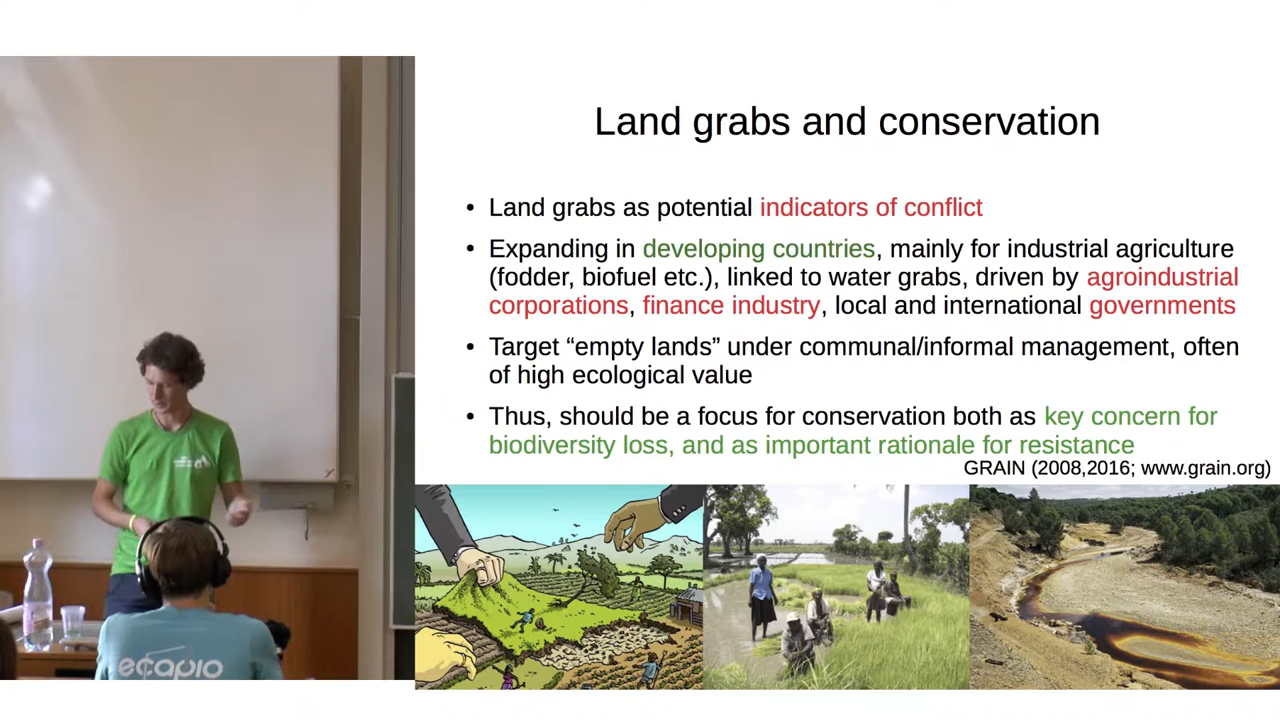 Land grabs and conservation
• Land grabs as potential indicators of conflict
• Expanding in developing countries, mainly for industrial agriculture
(fodder, biofuel etc.), linked to water grabs, driven by agroindustrial
corporations, finance industry, local and international governments
• Target “empty lands” under communal/informal management, often
of high ecological value
• Thus, should be a focus for conservation both as key concern for
biodiversity loss, and as important rationale for resistance
GRAIN (2008,2016; www.grain.org)
ecapio